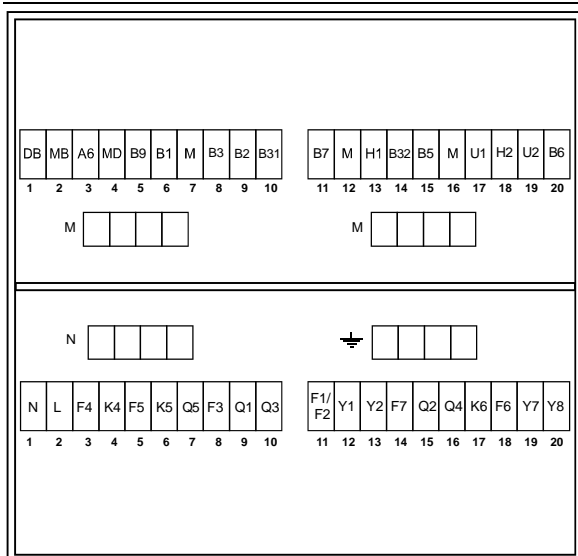 DB MB A6 MD B9 B1 M B3 B2 B31 B7 M H1 B32 B5 M U1 H2 U2 B6
1 2 3 4 5 6 7 8 9 10 11 12 13 14 15 16 17 18 19 20
M M
N
N L F4 K4 F5 K5 Q5 F3 Q1 Q3 F1/F2 Y1 Y2 F7 Q2 Q4 K6 F6 Y7 Y8
1 2 3 4 5 6 7 8 9 10 11 12 13 14 15 16 17 18 19 20